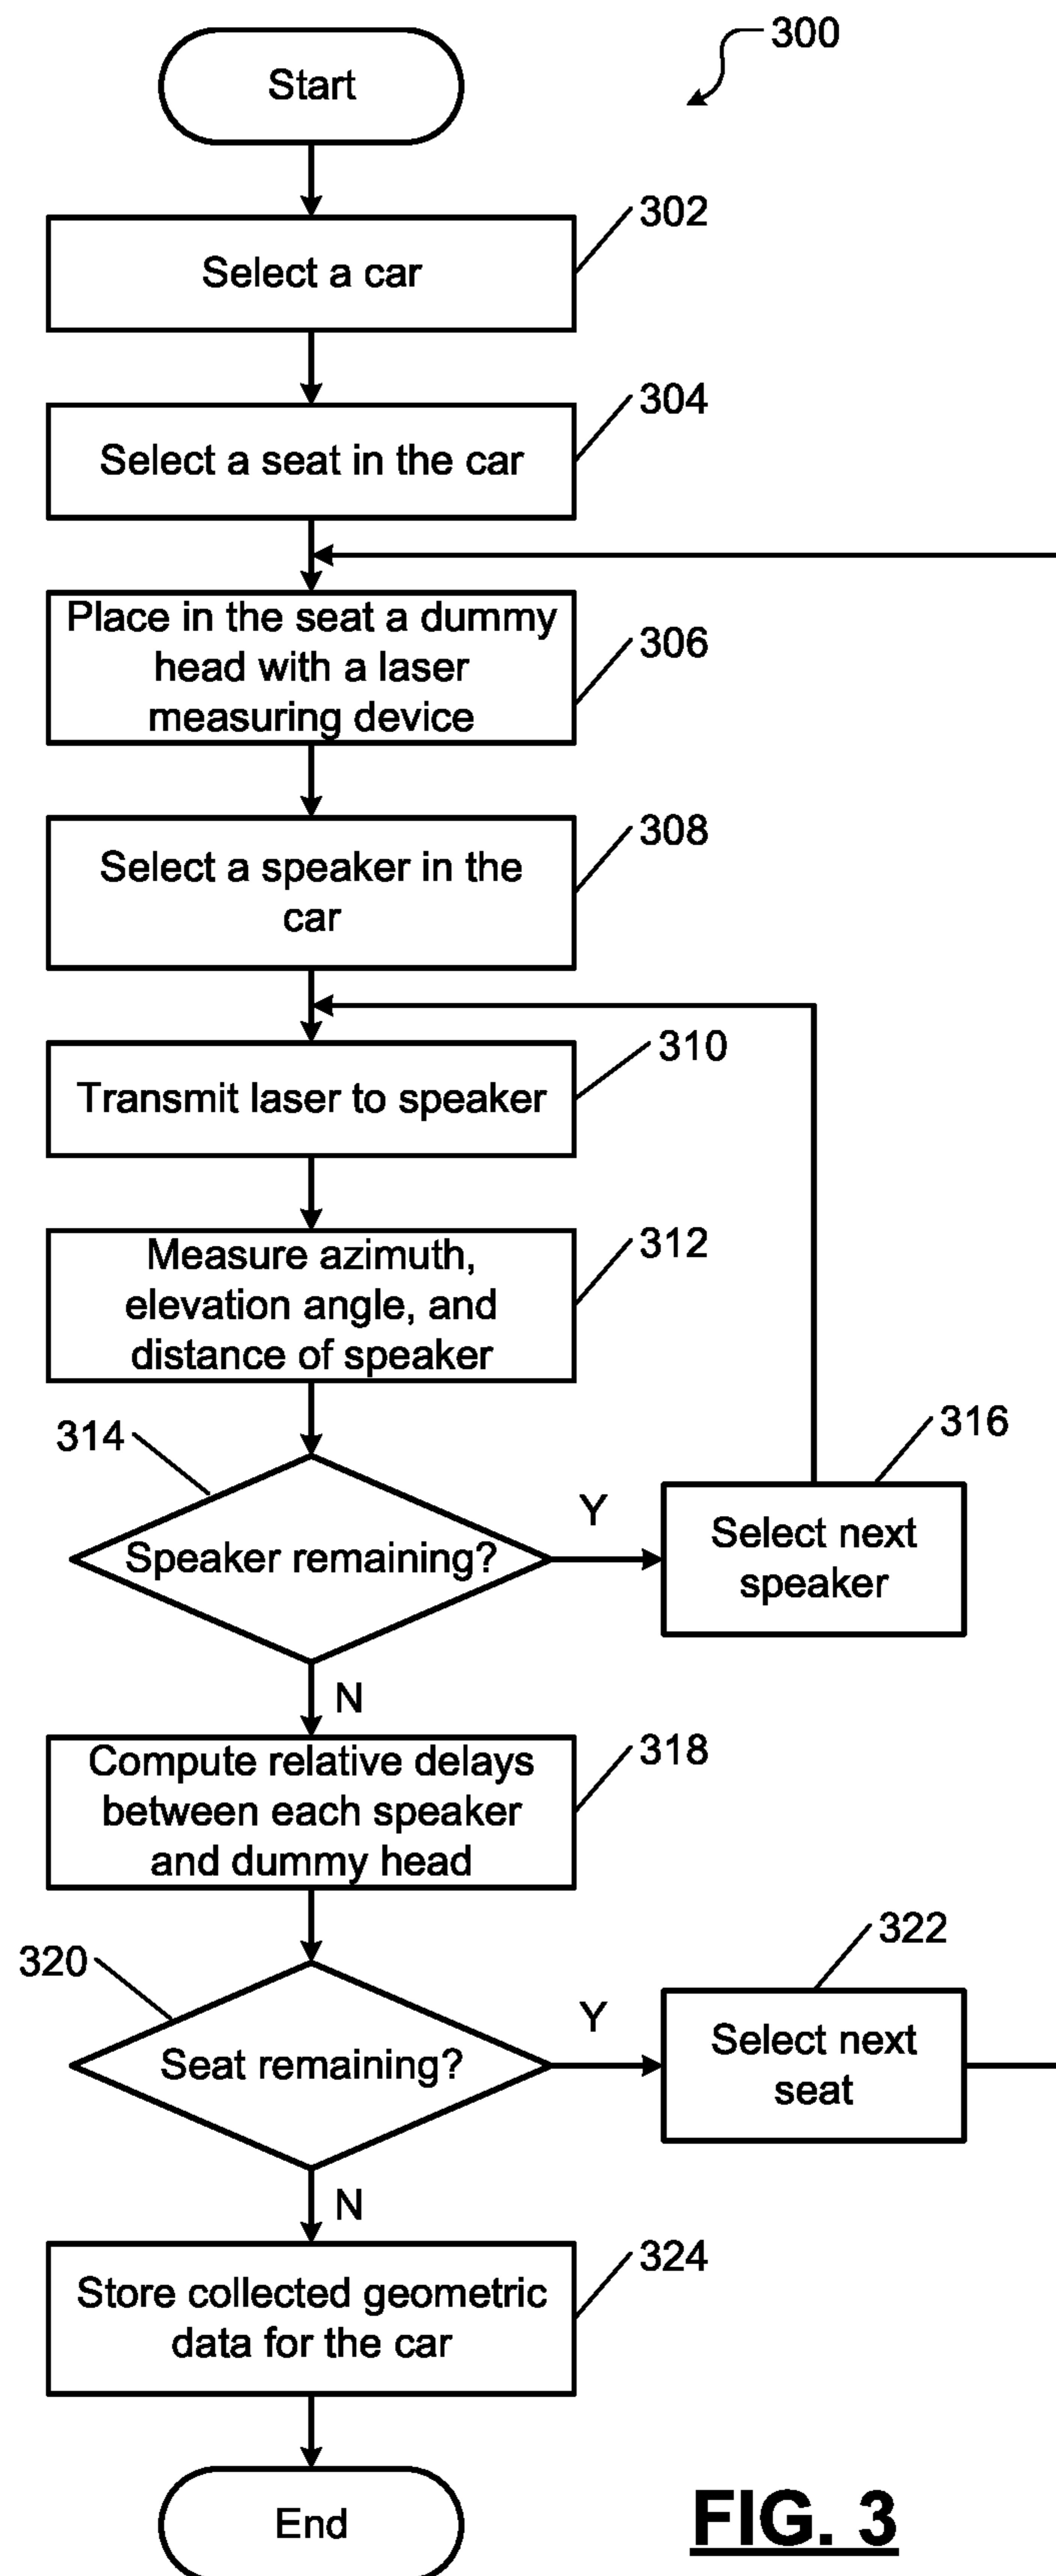 300
Start
302
Select a car
304
Select a seat in the car
Place in the seat a dummy
head with a laser
measuring device
306
308
Select a speaker in the
car
310
Transmit laser to speaker
312
Measure azimuth,
elevation angle, and
distance of speaker
314
316
Speaker remaining?
Y
Select next
speaker
N
318
Compute relative delays
between each speaker
and dummy head
320
322
Seat remaining?
Y
Select next
seat
N
324
Store collected geometric
data for the car
End
FIG. 3